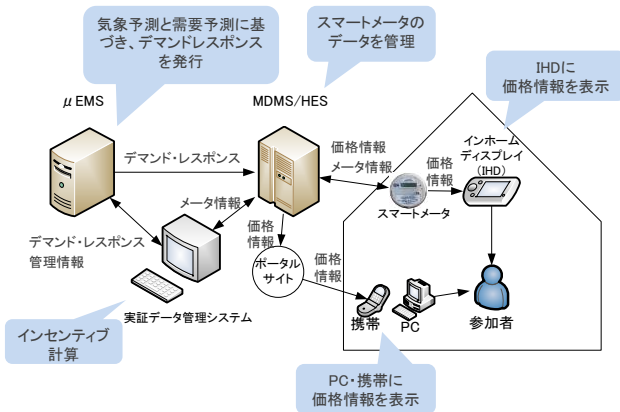 気象予測と需要予測に基
づき、デマンドレスポンス
を発行
スマートメータの
データを管理
IHDに
価格情報を表示
μEMS
MDMS/HES
デマンド・レスポンス
価格情報
メータ情報
価格
情報
インホーム
ディスプレイ
(IHD)
スマートメータ
メータ情報
価格
情報
デマンド・レスポンス
管理情報
ポータル
サイト
価格
情報
実証データ管理システム
携帯
PC
参加者
インセンティブ
計算
PC・携帯に
価格情報を表示